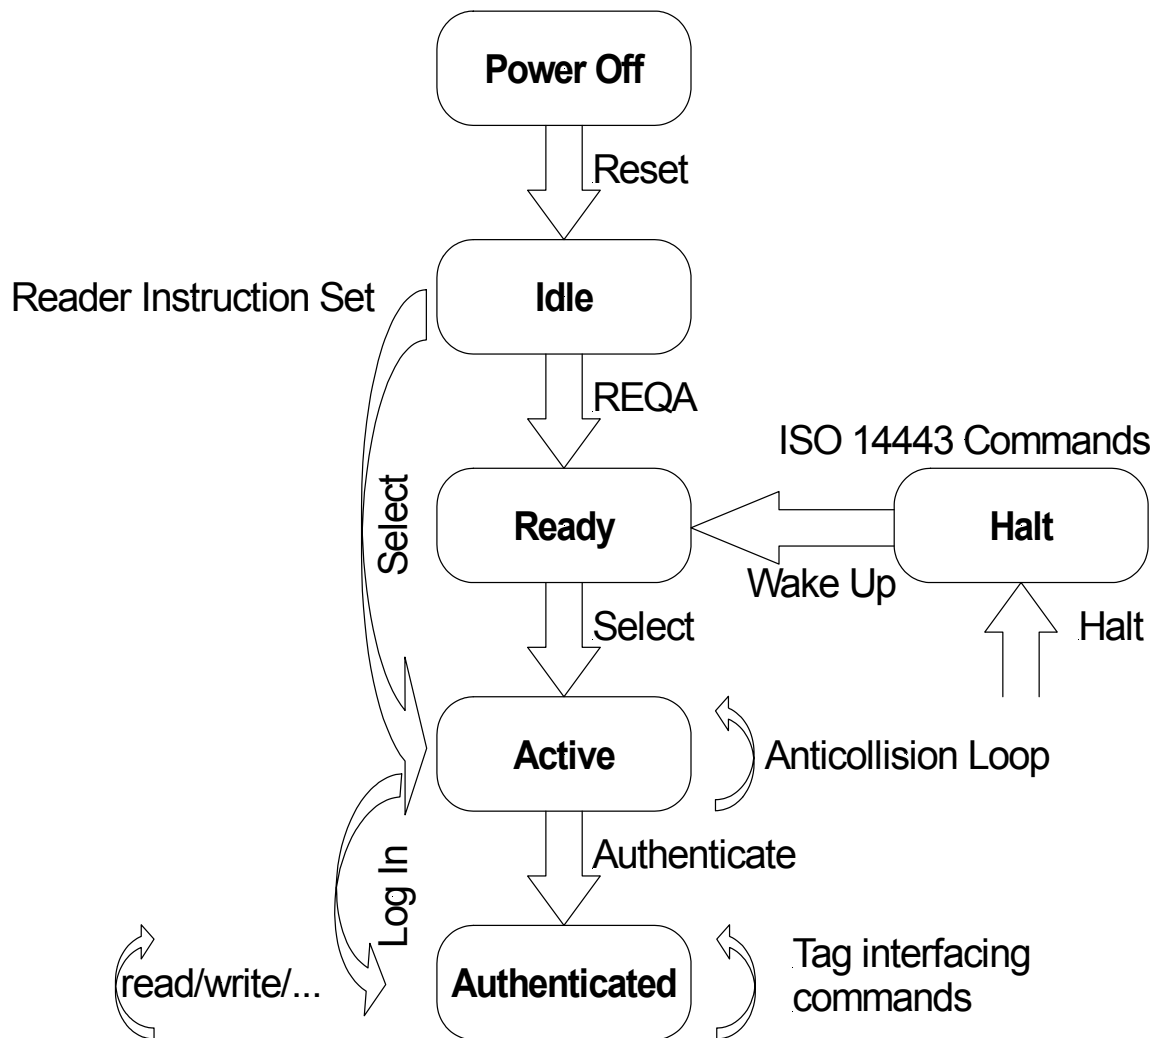 Power Off
Reset
Reader Instruction Set
Idle
REQA
ISO 14443 Commands
Select
Ready
Halt
Wake Up
Select
Halt
Active
Anticollision Loop
Authenticate
Log In
read/write/...
Authenticated
Tag interfacing
commands